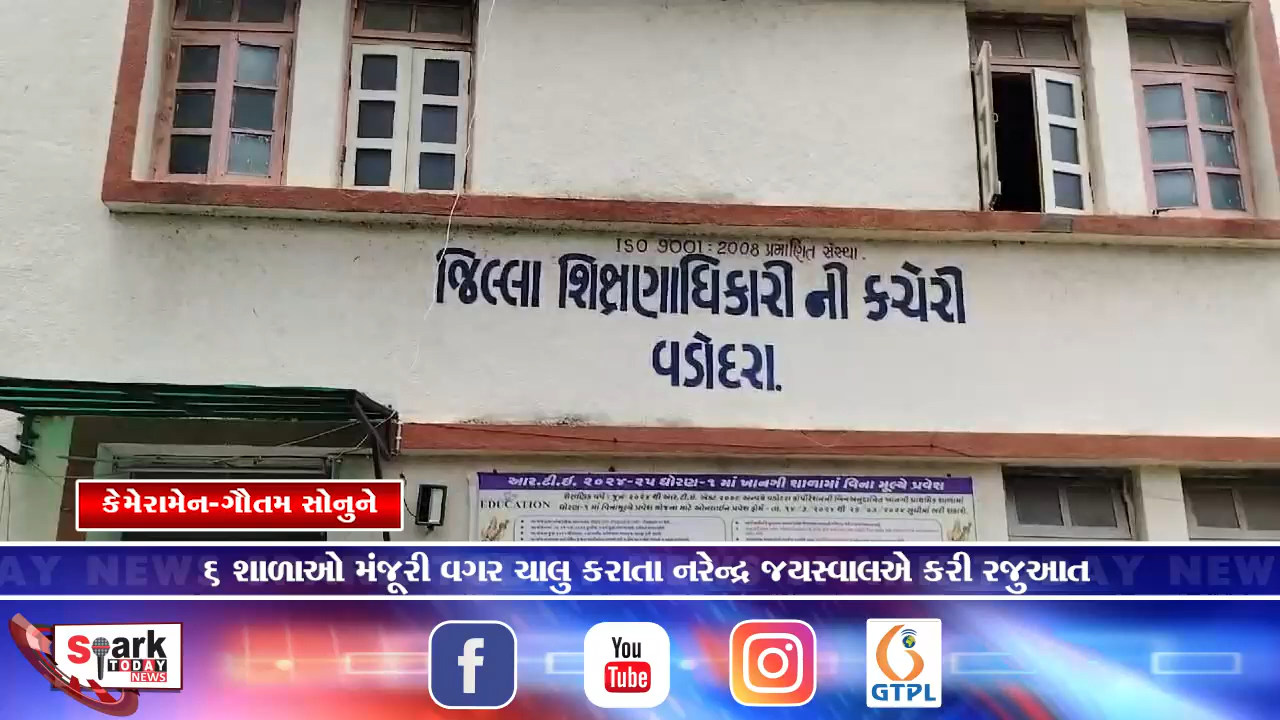 ISO 9001 : 2008 પ્રમાણિત સંસ્થા.
જિલ્લા શિક્ષણાધિકારી ની કચેરી
વડોદરા.
આર.ટી.ઈ. ૨૦૨૪-૨૫ ધોરણ-૧ માં ખાનગી શાળામાં વિના મૂલ્યે પ્રવેશ
EDUCATION
કેમેરામેન-ગૌતમ સોનુને
૬ શાળાઓ મંજૂરી વગર ચાલુ કરાતા નરેન્દ્ર જયસ્વાલએ કરી રજુઆત
Spark
TODAY
NEWS
f
You
Tube
GTPL